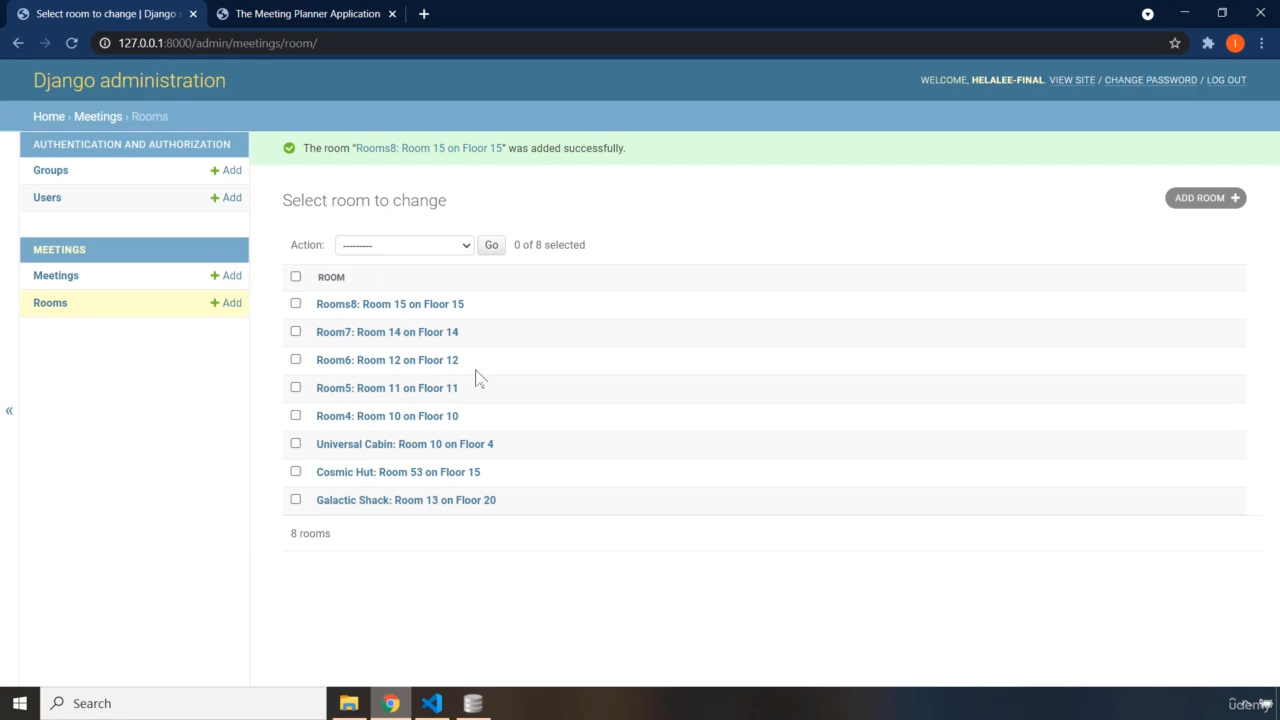 Select room to change | Django
The Meeting Planner Application
127.0.0.1:8000/admin/meetings/room/
Django administration
WELCOME, HELALEE-FINAL. VIEW SITE / CHANGE PASSWORD / LOG OUT
Home › Meetings › Rooms
AUTHENTICATION AND AUTHORIZATION
Groups + Add
Users + Add
MEETINGS
Meetings + Add
Rooms + Add
«
The room “Rooms8: Room 15 on Floor 15” was added successfully.
Select room to change
ADD ROOM +
Action: --------- Go 0 of 8 selected
ROOM
Rooms8: Room 15 on Floor 15
Room7: Room 14 on Floor 14
Room6: Room 12 on Floor 12
Room5: Room 11 on Floor 11
Room4: Room 10 on Floor 10
Universal Cabin: Room 10 on Floor 4
Cosmic Hut: Room 53 on Floor 15
Galactic Shack: Room 13 on Floor 20
8 rooms
Search
udemy